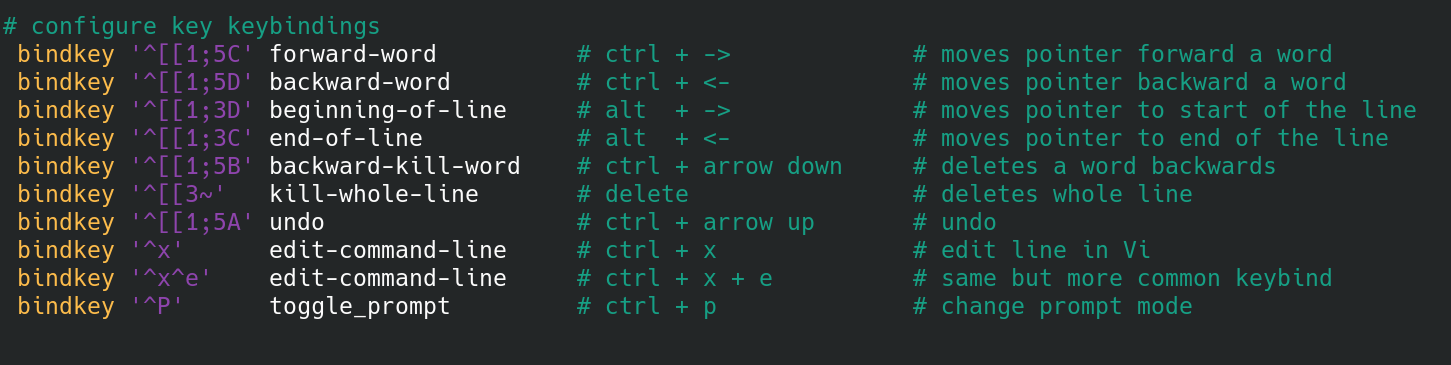 # configure key keybindings
bindkey '^[[1;5C' forward-word # ctrl + -> # moves pointer forward a word
bindkey '^[[1;5D' backward-word # ctrl + <- # moves pointer backward a word
bindkey '^[[1;3D' beginning-of-line # alt + -> # moves pointer to start of the line
bindkey '^[[1;3C' end-of-line # alt + <- # moves pointer to end of the line
bindkey '^[[1;5B' backward-kill-word # ctrl + arrow down # deletes a word backwards
bindkey '^[[3~' kill-whole-line # delete # deletes whole line
bindkey '^[[1;5A' undo # ctrl + arrow up # undo
bindkey '^x' edit-command-line # ctrl + x # edit line in Vi
bindkey '^x^e' edit-command-line # ctrl + x + e # same but more common keybind
bindkey '^P' toggle_prompt # ctrl + p # change prompt mode